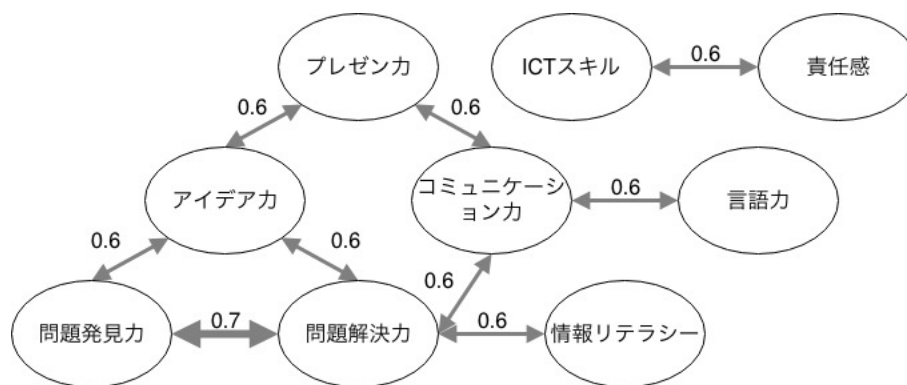 プレゼン力
ICTスキル
0.6
責任感
0.6
0.6
アイデア力
コミュニケーシ
ョン力
0.6
言語力
0.6
0.6
0.6
問題発見力
0.7
問題解決力
0.6
情報リテラシー